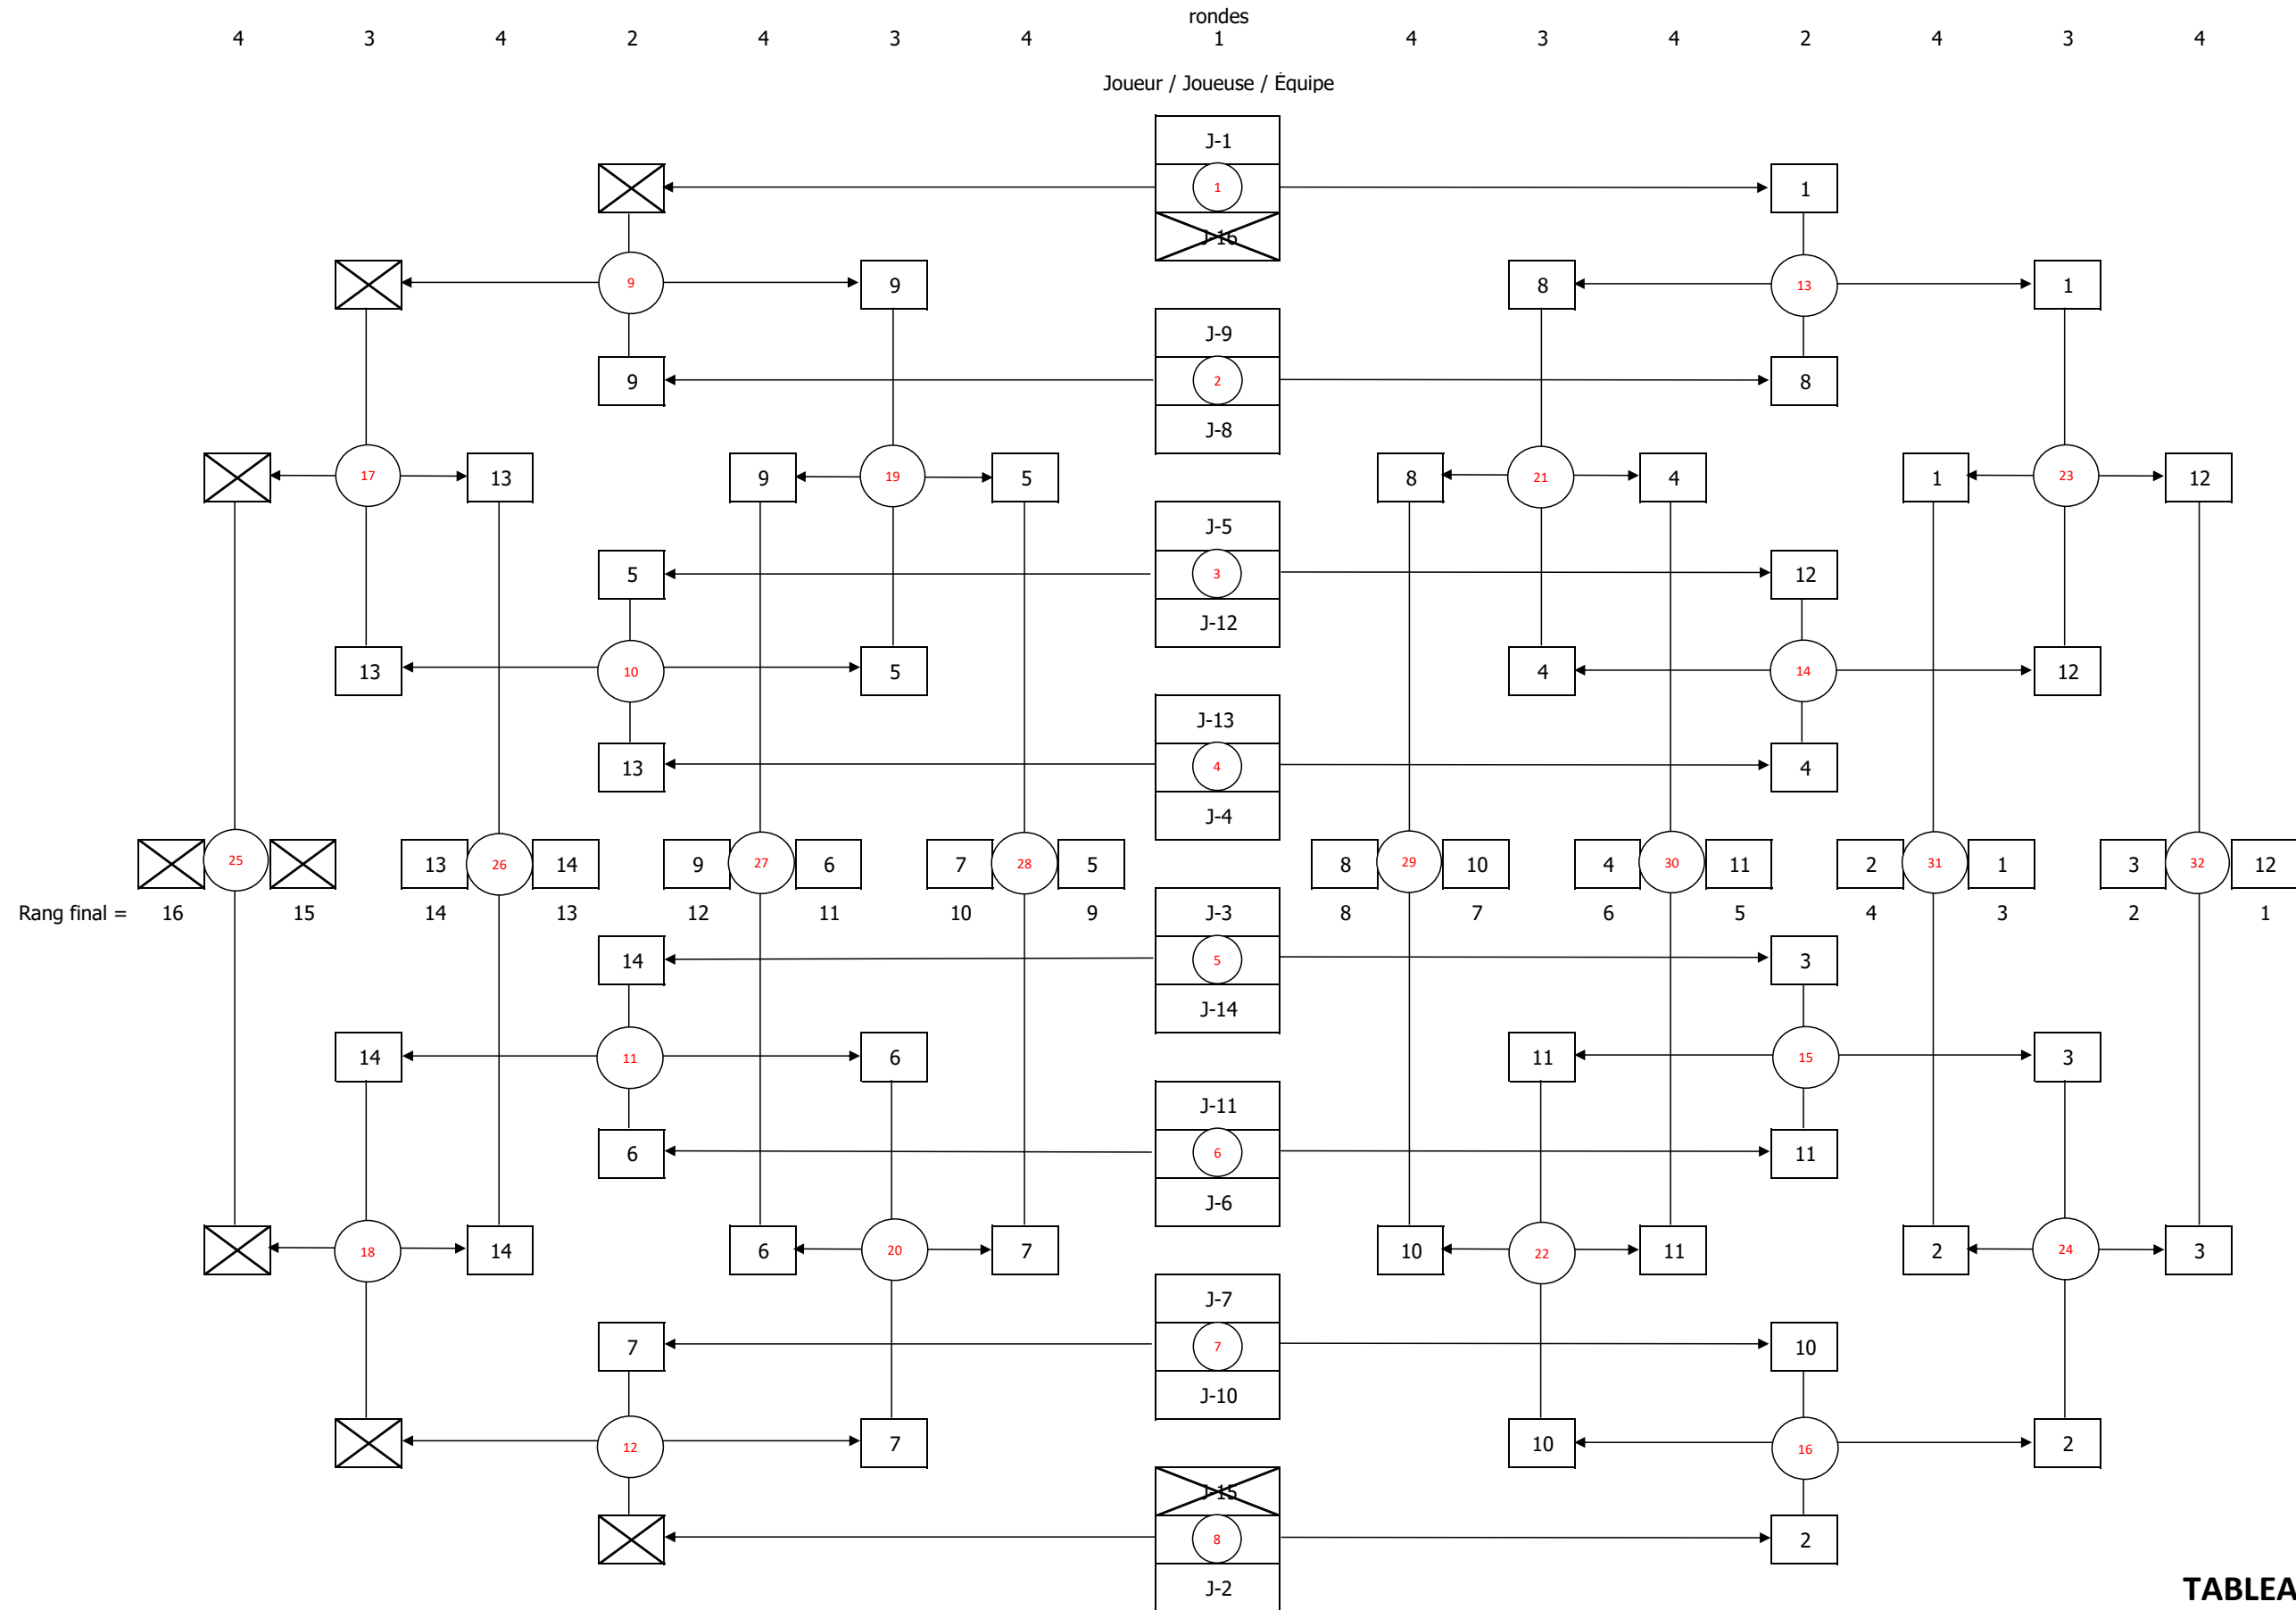 rondes
4 3 4 2 4 3 4 1 4 3 4 2 4 3 4
Joueur / Joueuse / Équipe
J-1
1 1
J-16
9 9 8 13 1
J-9
9 2 8
J-8
17 13 9 19 5 8 21 4 1 23 12
J-5
5 3 12
J-12
13 10 5 4 14 12
J-13
13 4 4
J-4
25 13 26 14 9 27 6 7 28 5 8 29 10 4 30 11 2 31 1 3 32 12
Rang final = 16 15 14 13 12 11 10 9 J-3 8 7 6 5 4 3 2 1
14 5 3
J-14
14 11 6 11 15 3
J-11
6 6 11
J-6
18 14 6 20 7 10 22 11 2 24 3
J-7
7 7 10
J-10
12 7 10 16 2
J-15
8 2
J-2
TABLEA